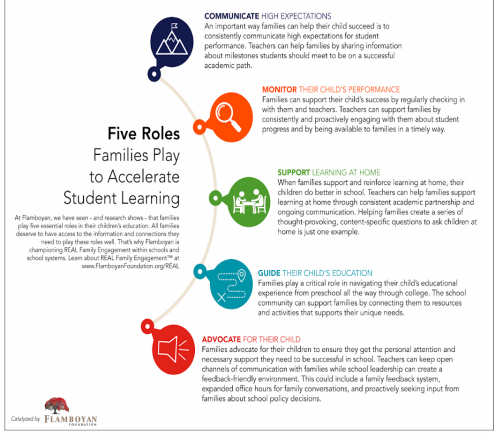 COMMUNICATE HIGH EXPECTATIONS
An important way families can help their child succeed is to
consistently communicate high expectations for student
performance. Teachers can help families by sharing information
about milestones students should meet to be on a successful
academic path.
MONITOR THEIR CHILD'S PERFORMANCE
Families can support their child's success by regularly checking in
with them and teachers. Teachers can support families by
consistently and proactively engaging with them about student
progress and by being available to families in a timely way.
Five Roles
Families Play
to Accelerate
Student Learning
At Flamboyan, we have seen - and research shows - that families
play five essential roles in their children's education. All families
deserve to have access to the information and connections they
need to play these roles well. That's why Flamboyan is
championing REAL Family Engagement within schools and
school systems. Learn about REAL Family Engagement™ at
www.FlamboyanFoundation.org/REAL
SUPPORT LEARNING AT HOME
When families support and reinforce learning at home, their
children do better in school. Teachers can help families support
learning at home through consistent academic partnership and
ongoing communication. Helping families create a series of
thought-provoking, content-specific questions to ask children at
home is just one example.
GUIDE THEIR CHILD'S EDUCATION
Families play a critical role in navigating their child's educational
experience from preschool all the way through college. The school
community can support families by connecting them to resources
and activities that supports their unique needs.
ADVOCATE FOR THEIR CHILD
Families advocate for their children to ensure they get the personal attention and
necessary support they need to be successful in school. Teachers can keep open
channels of communication with families while school leadership can create a
feedback-friendly environment. This could include a family feedback system,
expanded office hours for family conversations, and proactively seeking input from
families about school policy decisions.
Catalyzed by FLAMBOYAN
FOUNDATION